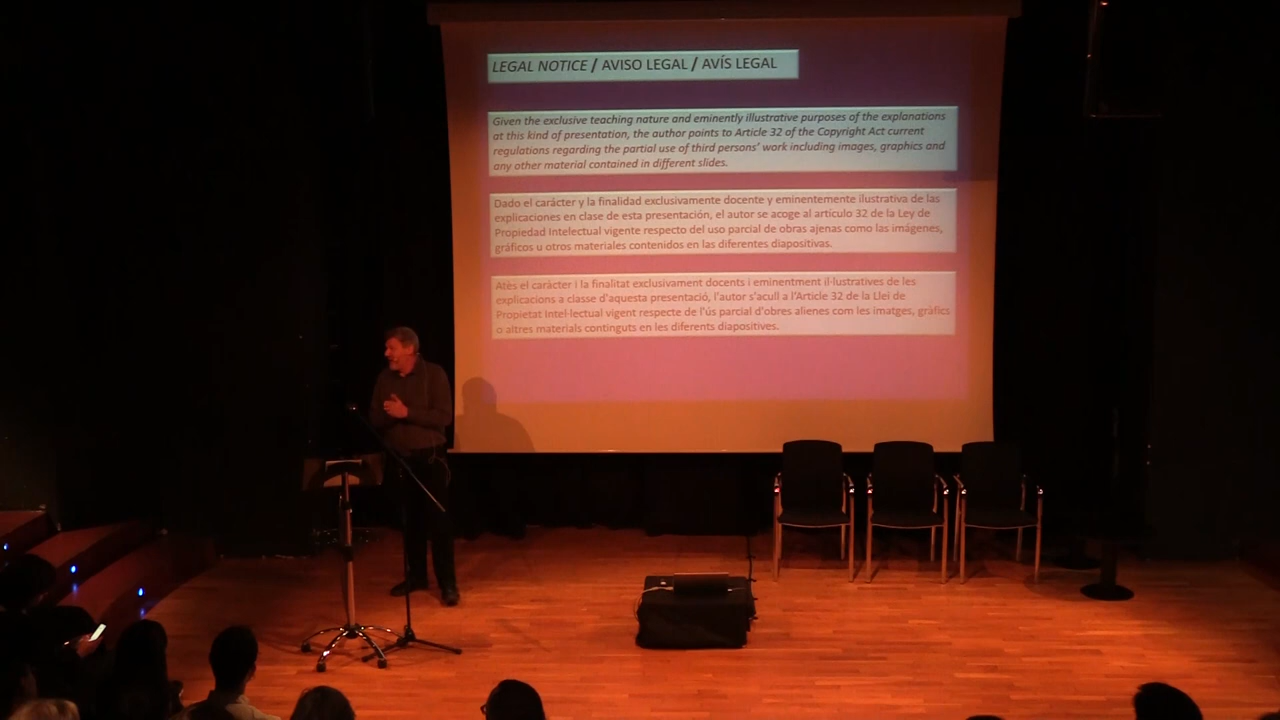 LEGAL NOTICE / AVISO LEGAL / AVÍS LEGAL
Given the exclusive teaching nature and eminently illustrative purposes of the explanations
at this kind of presentation, the author points to Article 32 of the Copyright Act current
regulations regarding the partial use of third persons' work including images, graphics and
any other material contained in different slides.
Dado el carácter y la finalidad exclusivamente docente y eminentemente ilustrativa de las
explicaciones en clase de esta presentación, el autor se acoge al artículo 32 de la Ley de
Propiedad Intelectual vigente respecto del uso parcial de obras ajenas como las imágenes,
gráficos u otros materiales contenidos en las diferentes diapositivas.
Atès el caràcter i la finalitat exclusivament docents i eminentment il·lustratives de les
explicacions a classe d'aquesta presentació, l'autor s'acull a l'Article 32 de la Llei de
Propietat Intel·lectual vigent respecte de l'ús parcial d'obres alienes com les imatges, gràfics
o altres materials continguts en les diferents diapositives.